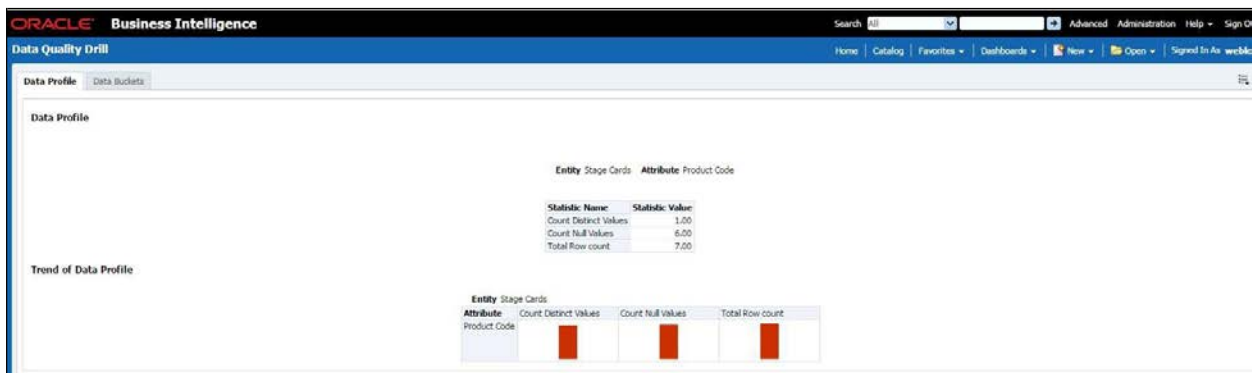 ORACLE Business Intelligence
Search All Advanced Administration Help Sign O
Data Quality Drill
Home Catalog Favorites Dashboards New Open Signed In As weblo
Data Profile Data Buckets
Data Profile
Entity Stage Cards Attribute Product Code
Statistic Name Statistic Value
Count Distinct Values 1.00
Count Null Values 6.00
Total Row count 7.00
Trend of Data Profile
Entity Stage Cards
Attribute Count Distinct Values Count Null Values Total Row count
Product Code